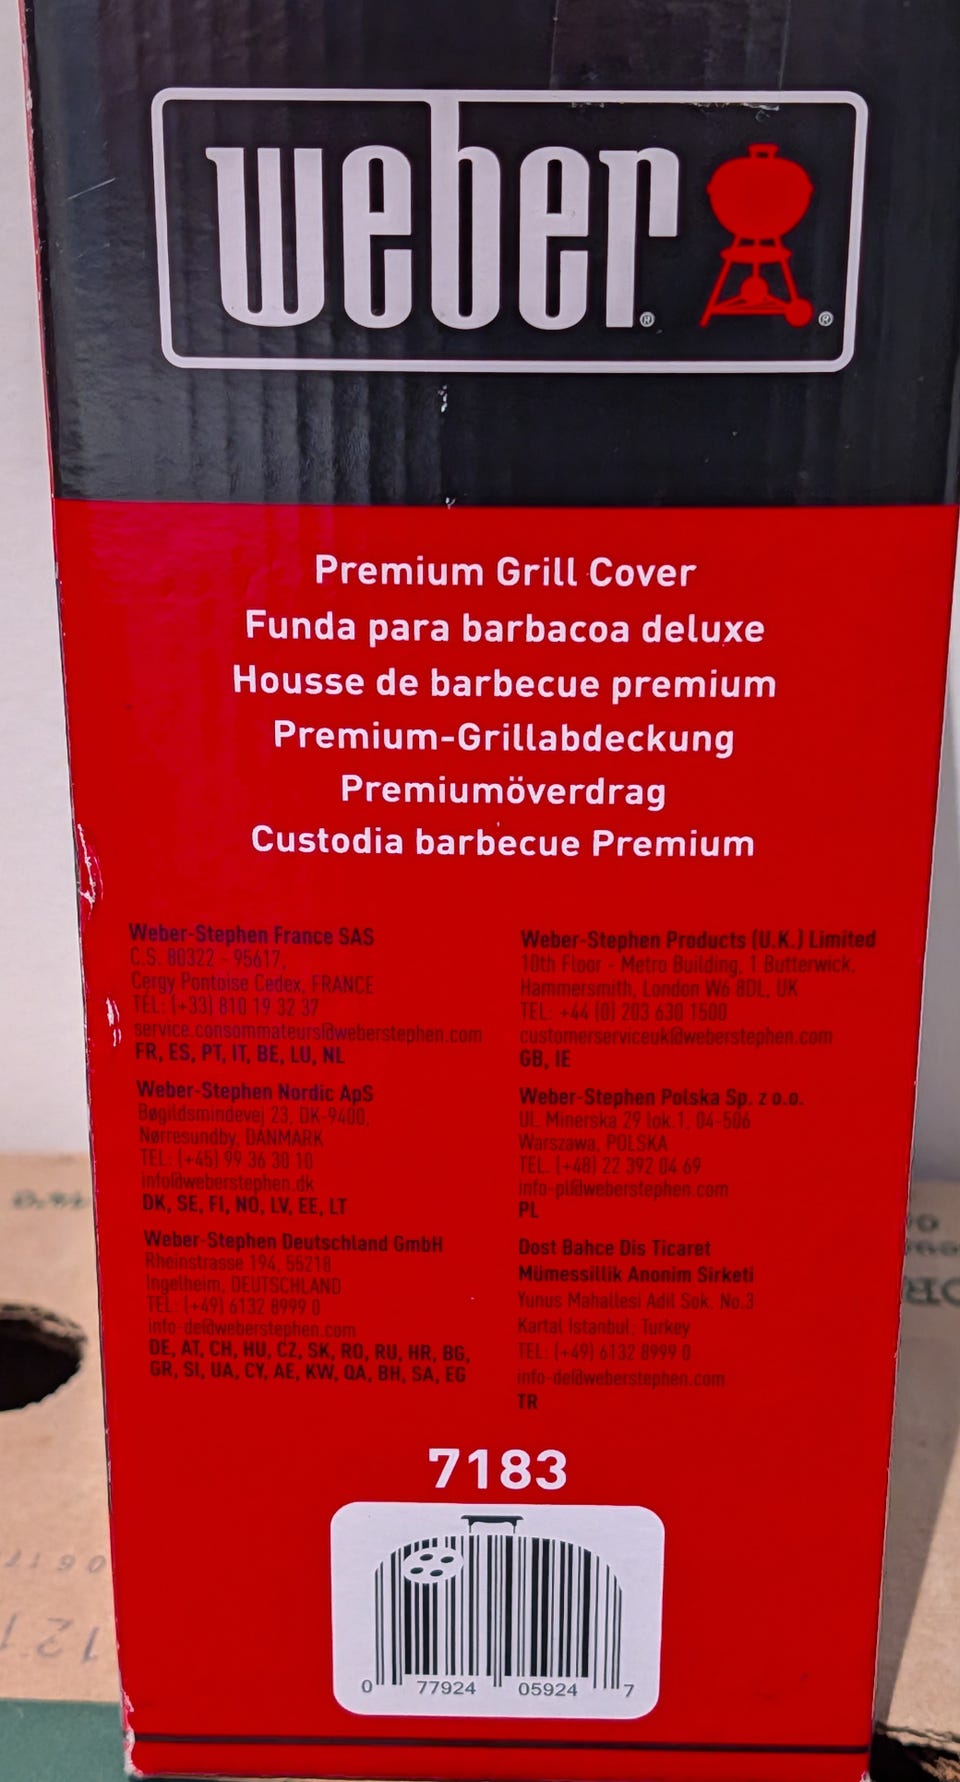 weber® ®
Premium Grill Cover
Funda para barbacoa deluxe
Housse de barbecue premium
Premium-Grillabdeckung
Premiumöverdrag
Custodia barbecue Premium
Weber-Stephen France SAS
C.S. 80322 - 95617,
Cergy Pontoise Cedex, FRANCE
TEL: (+33) 810 19 32 37
service.consommateurs@weberstephen.com
FR, ES, PT, IT, BE, LU, NL
Weber-Stephen Nordic ApS
Bøgildsmindevej 23, DK-9400,
Nørresundby, DANMARK
TEL: (+45) 99 36 30 10
info@weberstephen.dk
DK, SE, FI, NO, LV, EE, LT
Weber-Stephen Deutschland GmbH
Rheinstrasse 194, 55218
Ingelheim, DEUTSCHLAND
TEL: (+49) 6132 8999 0
info-de@weberstephen.com
DE, AT, CH, HU, CZ, SK, RO, RU, HR, BG,
GR, SI, UA, CY, AE, KW, QA, BH, SA, EG
Weber-Stephen Products (U.K.) Limited
10th Floor - Metro Building, 1 Butterwick,
Hammersmith, London W6 8DL, UK
TEL: +44 (0) 203 630 1500
customerserviceuk@weberstephen.com
GB, IE
Weber-Stephen Polska Sp. z o.o.
UL. Minerska 29 lok.1, 04-506
Warszawa, POLSKA
TEL. (+48) 22 392 04 69
info-pl@weberstephen.com
PL
Dost Bahce Dis Ticaret
Mümessillik Anonim Sirketi
Yunus Mahallesi Adil Sok. No.3
Kartal Istanbul; Turkey
TEL: (+49) 6132 8999 0
info-de@weberstephen.com
TR
7183
0 77924 05924 7